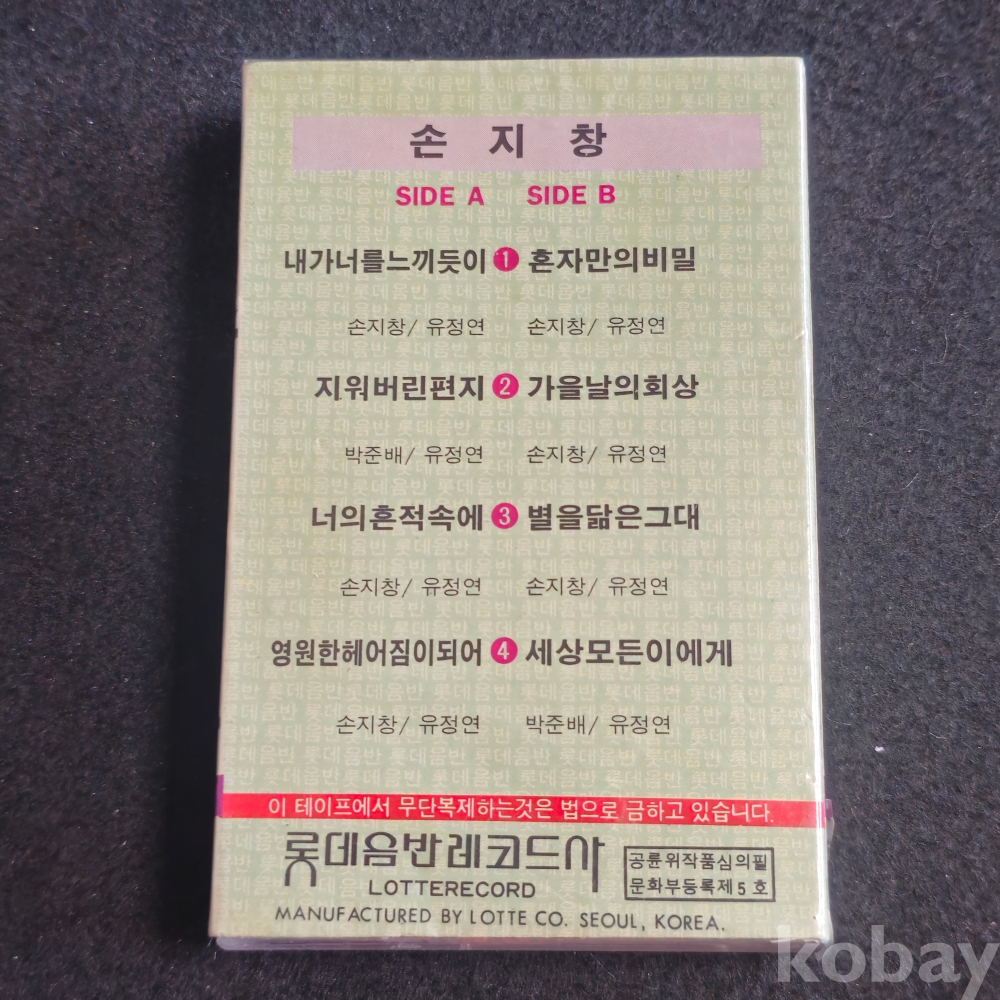 손 지 창
SIDE A SIDE B
내가너를느끼듯이 1 혼자만의비밀
손지창/ 유정연 손지창/ 유정연
지워버린편지 2 가을날의회상
박준배/ 유정연 손지창/ 유정연
너의흔적속에 3 별을닮은그대
손지창/ 유정연 손지창/ 유정연
영원한헤어짐이되어 4 세상모든이에게
손지창/ 유정연 박준배/ 유정연
이 테이프에서 무단복제하는것은 법으로 금하고 있습니다.
롯데음반레코드사
LOTTERECORD
공륜위작품심의필
문화부등록제 5 호
MANUFACTURED BY LOTTE CO. SEOUL, KOREA.
kobay